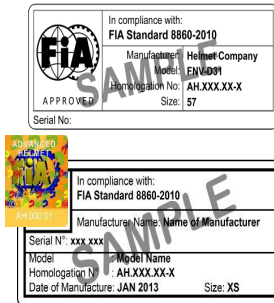 In compliance with:
FIA Standard 8860-2010
FIA
Manufacturer: Helmet Company
Model: FNV-D31
Homologation No: AH.XXX.XX-X
APPROVED
Size: 57
Serial No:
SAMPLE
ADVANCED
HELMET
FIA
AH 000 01
In compliance with:
FIA Standard 8860-2010
Manufacturer Name: Name of Manufacturer
Serial N°: xxx xxx
Model : Model Name
Homologation N° : AH.XXX.XX-X
Date of Manufacture: JAN 2013 Size: XS
SAMPLE